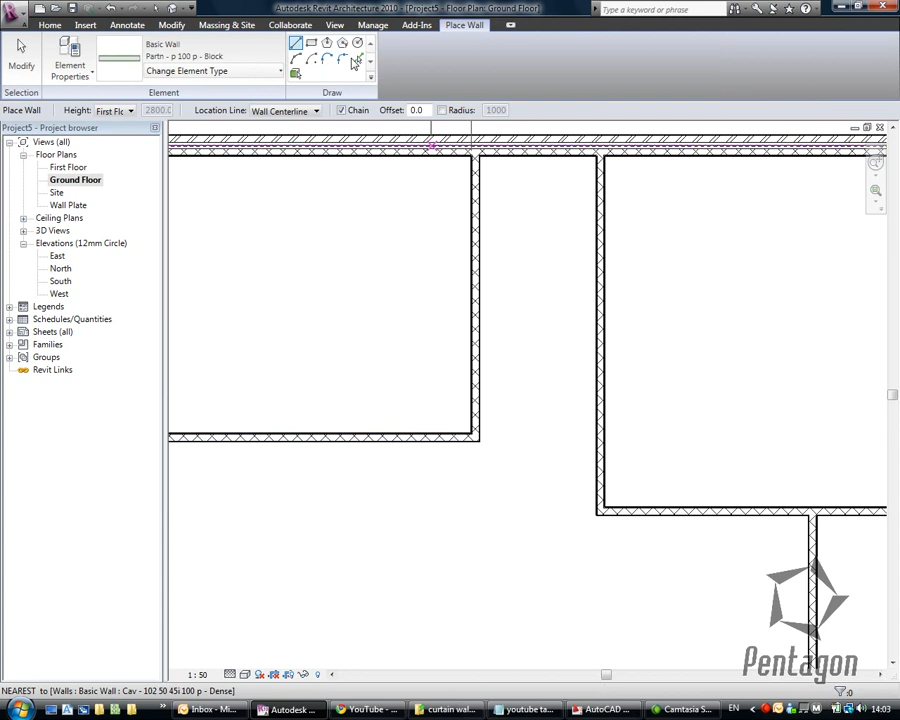 Autodesk Revit Architecture 2010 - [Project5 - Floor Plan: Ground Floor]
Type a keyword or phrase
Home Insert Annotate Modify Massing & Site Collaborate View Manage Add-Ins Place Wall
Modify
Element
Properties
Basic Wall
Partn - p 100 p - Block
Change Element Type
Selection
Element
Draw
Place Wall Height: First Flc 2800.0 Location Line: Wall Centerline Chain Offset: 0.0 Radius: 1000
Project5 - Project browser
Views (all)
Floor Plans
First Floor
Ground Floor
Site
Wall Plate
Ceiling Plans
3D Views
Elevations (12mm Circle)
East
North
South
West
Legends
Schedules/Quantities
Sheets (all)
Families
Groups
Revit Links
Pentagon
1 : 50
NEAREST to [Walls : Basic Wall : Cav - 102 50 45i 100 p - Dense]
:0
Inbox - Mi... Autodesk ... YouTube - ... curtain wal... youtube ta... AutoCAD ... Camtasia S... EN 14:03